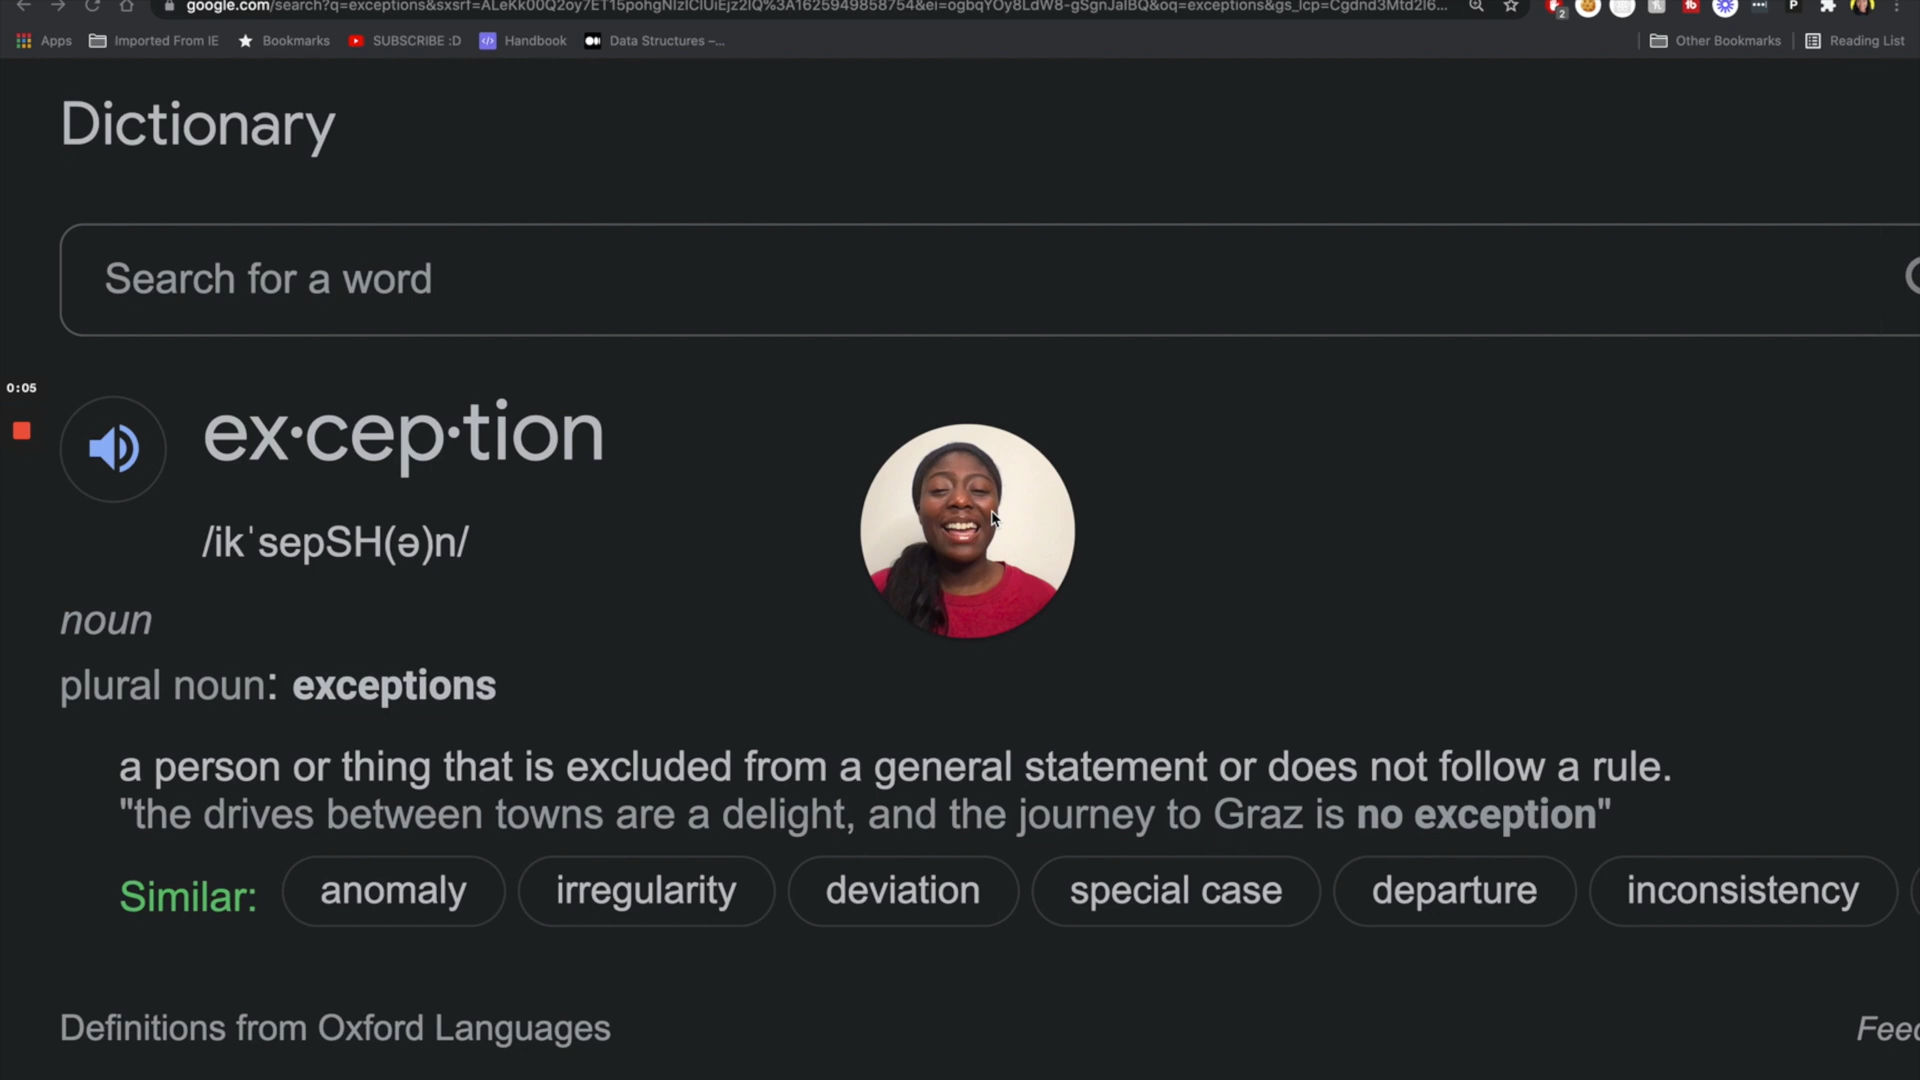 google.com/search?q=exceptions&sxsrf=ALeKk00Q2oy7ET15pohgNIzlClUiEjz2lQ%3A1625949858754&ei=ogbqYOy8LdW8-gSgnJaIBQ&oq=exceptions&gs_lcp=Cgdnd3Mtd2l6...
2
Apps Imported From IE Bookmarks SUBSCRIBE :D Handbook Data Structures –... Other Bookmarks Reading List
Dictionary
Search for a word
0:05
ex·cep·tion
/ikˈsepSH(ə)n/
noun
plural noun: exceptions
a person or thing that is excluded from a general statement or does not follow a rule.
"the drives between towns are a delight, and the journey to Graz is no exception"
Similar: anomaly irregularity deviation special case departure inconsistency
Definitions from Oxford Languages